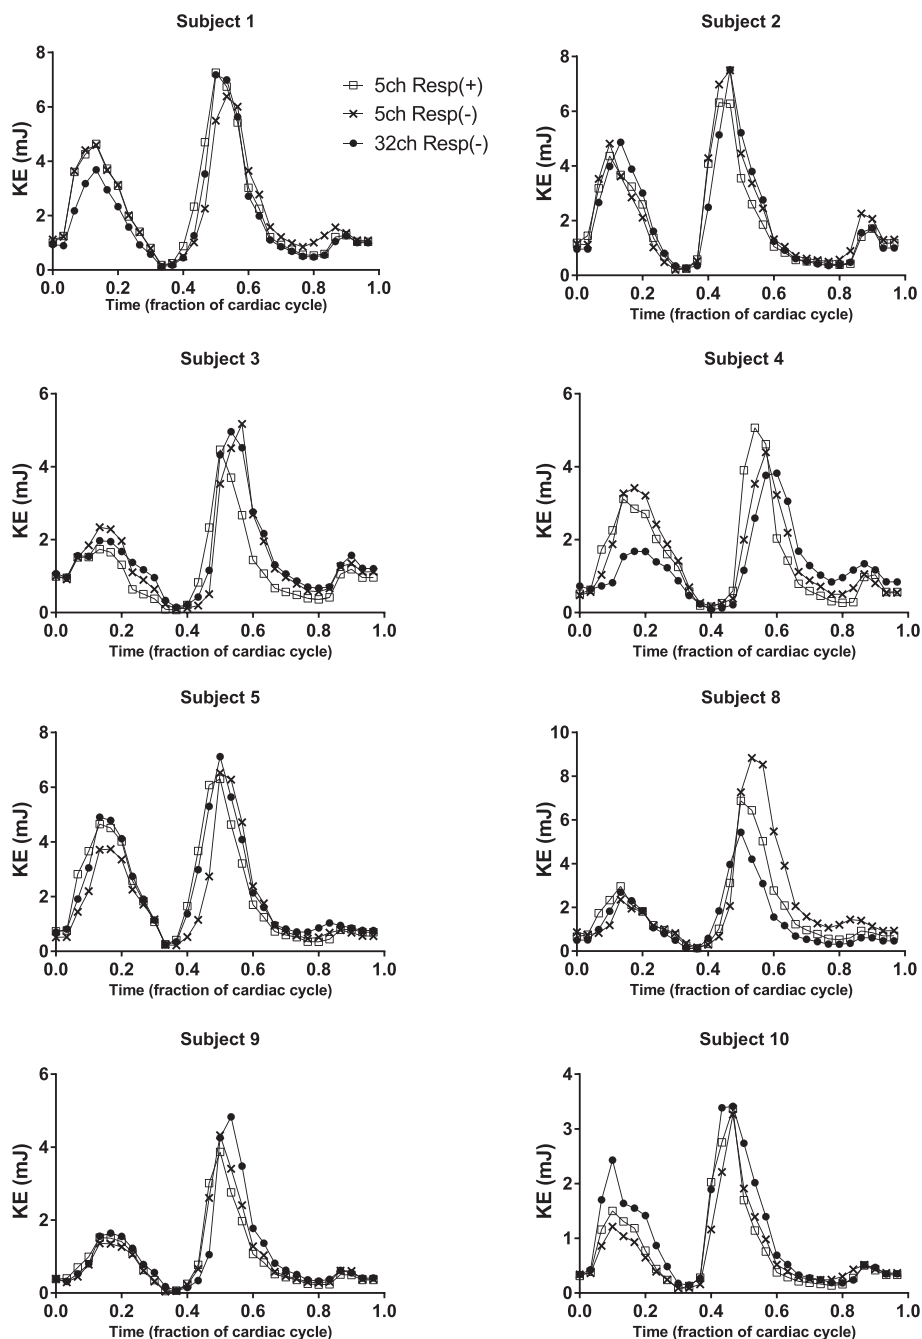 Subject 1
Subject 2
8
6
4
2
0
KE (mJ)
5ch Resp(+)
5ch Resp(-)
32ch Resp(-)
0.0 0.2 0.4 0.6 0.8 1.0
Time (fraction of cardiac cycle)
8
6
4
2
0
KE (mJ)
0.0 0.2 0.4 0.6 0.8 1.0
Time (fraction of cardiac cycle)
Subject 3
Subject 4
6
4
2
0
KE (mJ)
0.0 0.2 0.4 0.6 0.8 1.0
Time (fraction of cardiac cycle)
6
4
2
0
KE (mJ)
0.0 0.2 0.4 0.6 0.8 1.0
Time (fraction of cardiac cycle)
Subject 5
Subject 8
8
6
4
2
0
KE (mJ)
0.0 0.2 0.4 0.6 0.8 1.0
Time (fraction of cardiac cycle)
10
8
6
4
2
0
KE (mJ)
0.0 0.2 0.4 0.6 0.8 1.0
Time (fraction of cardiac cycle)
Subject 9
Subject 10
6
4
2
0
KE (mJ)
0.0 0.2 0.4 0.6 0.8 1.0
Time (fraction of cardiac cycle)
4
3
2
1
0
KE (mJ)
0.0 0.2 0.4 0.6 0.8 1.0
Time (fraction of cardiac cycle)